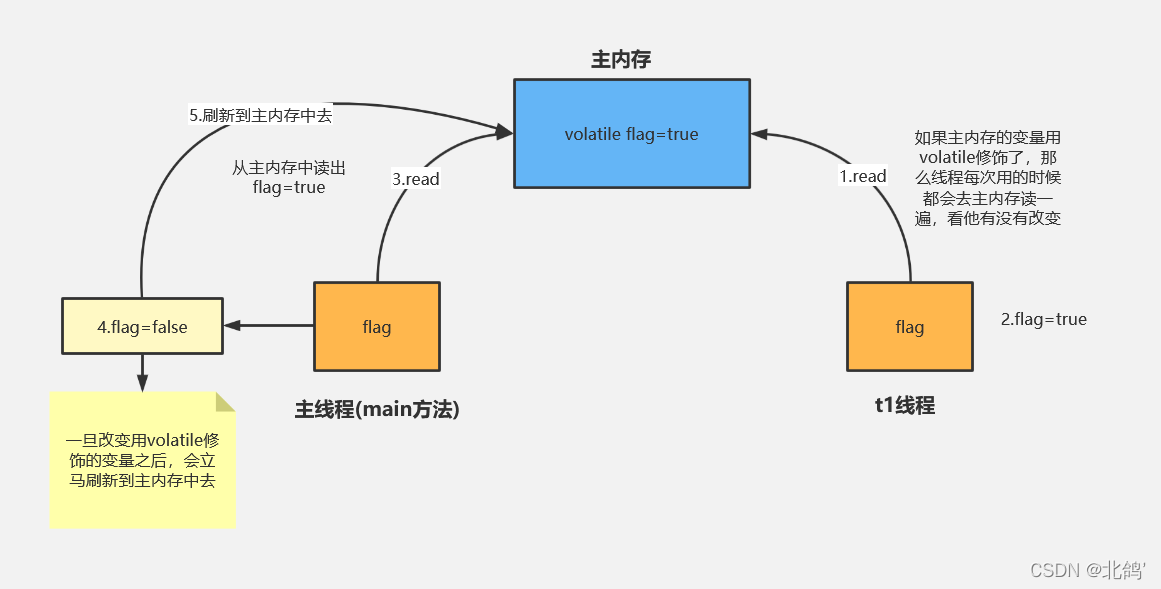 主内存
volatile flag=true
5.刷新到主内存中去
从主内存中读出
flag=true
3.read
1.read
如果主内存的变量用
volatile修饰了，那
么线程每次用的时候
都会去主内存读一
遍，看他有没有改变
4.flag=false
flag
flag
2.flag=true
主线程(main方法)
t1线程
一旦改变用volatile修
饰的变量之后，会立
马刷新到主内存中去
CSDN @北鸽'